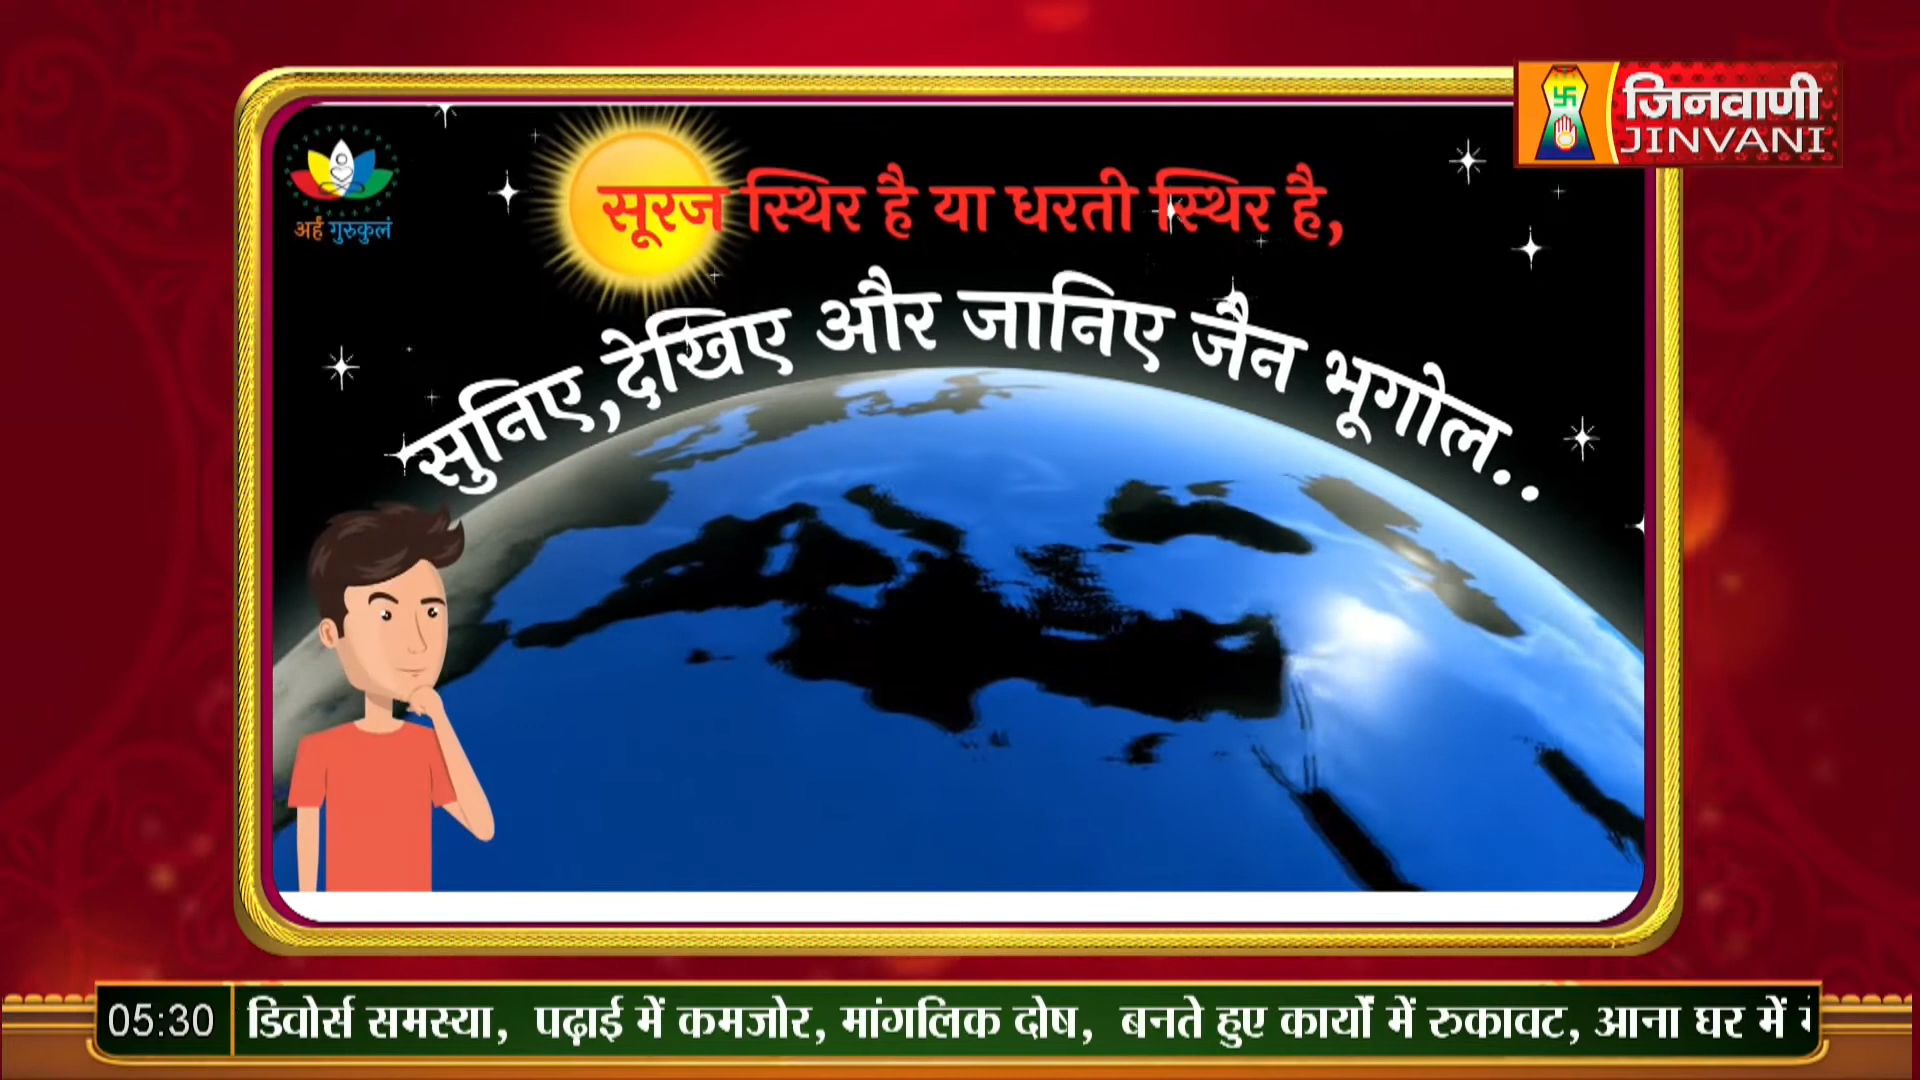 जिनवाणी
JINVANI
अर्हं गुरुकुलं
सूरज स्थिर है या धरती स्थिर है,
सुनिए,देखिए और जानिए जैन भूगोल..
05:30 डिवोर्स समस्या, पढ़ाई में कमजोर, मांगलिक दोष, बनते हुए कार्यों में रुकावट, आना घर में